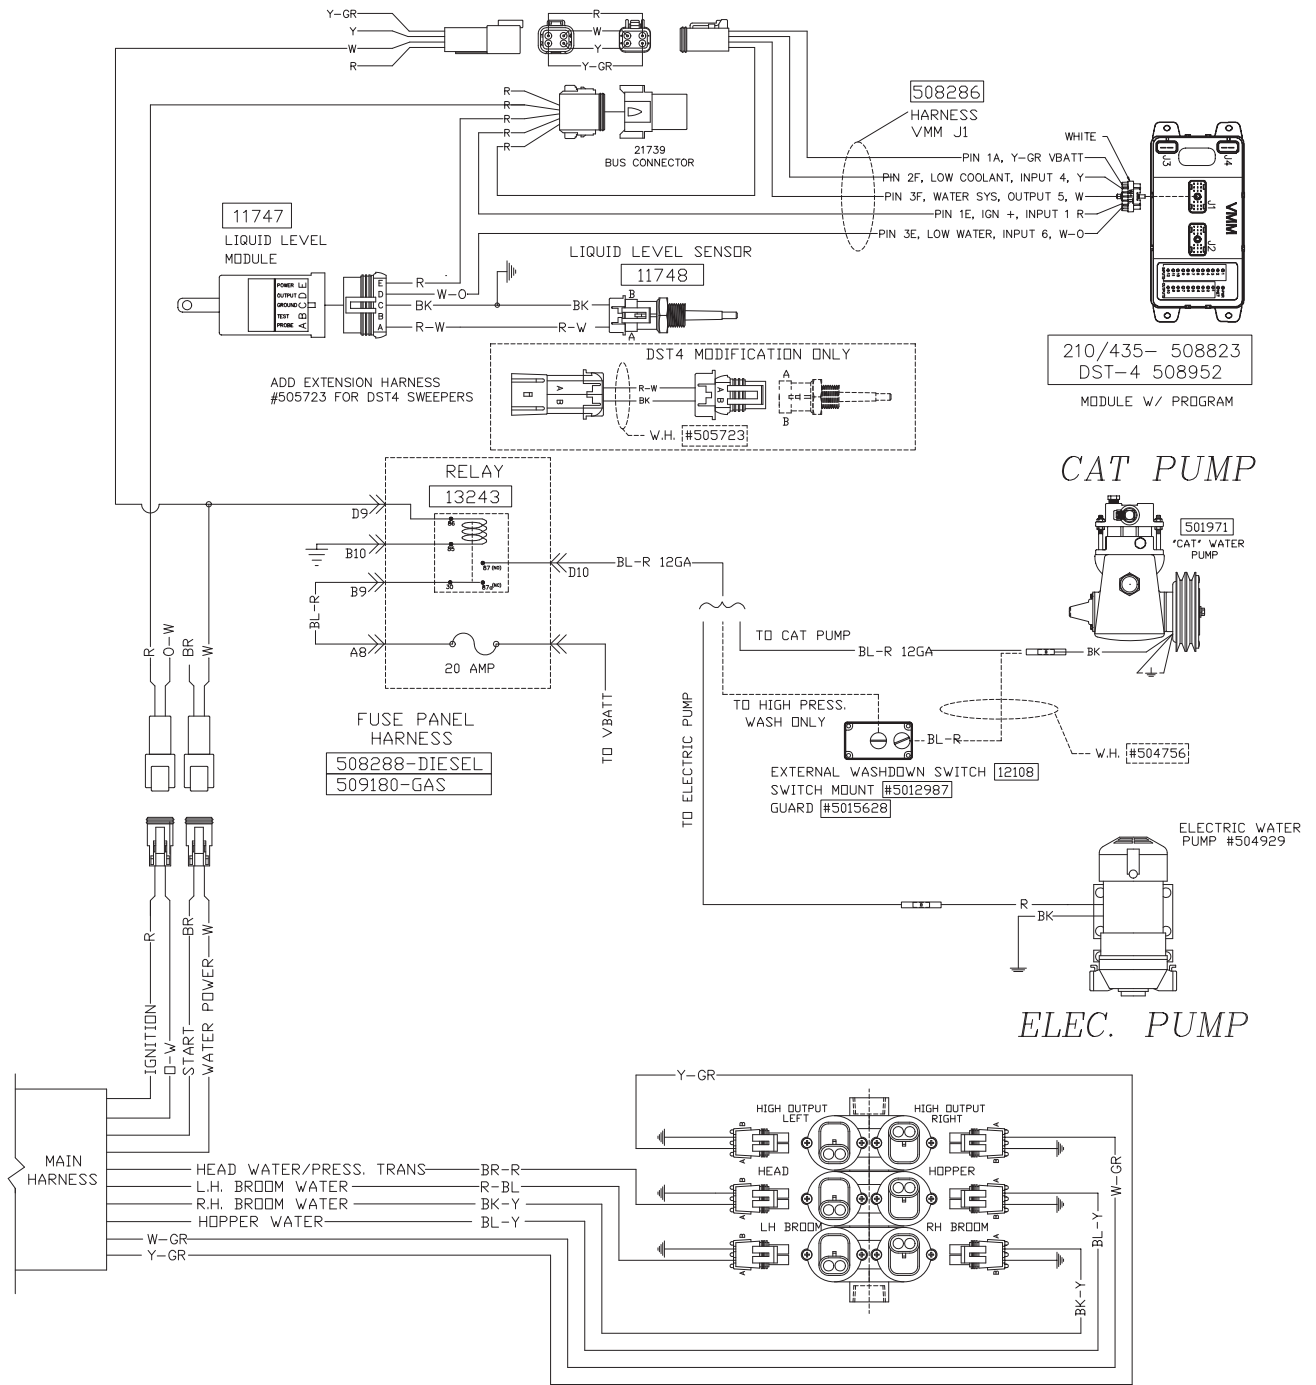 Y-GR
Y
W
R
R
W
Y
Y-GR
R
R
R
R
R
21739
BUS CONNECTOR
508286
HARNESS
VMM J1
WHITE
PIN 1A, Y-GR VBATT
PIN 2F, LOW COOLANT, INPUT 4, Y
PIN 3F, WATER SYS, OUTPUT 5, W
PIN 1E, IGN +, INPUT 1 R
PIN 3E, LOW WATER, INPUT 6, W-O
J3
J4
J1
VMM
J2
210/435- 508823
DST-4 508952
MODULE W/ PROGRAM
11747
LIQUID LEVEL
MODULE
POWER E
OUTPUT D
GROUND C
TEST B
PROBE A
E
D
C
B
A
R
W-O
BK
R-W
BK
R-W
LIQUID LEVEL SENSOR
11748
B
A
ADD EXTENSION HARNESS
#505723 FOR DST4 SWEEPERS
DST4 MODIFICATION ONLY
A
B
R-W
BK
A
B
A
B
W.H. #505723
RELAY
13243
D9
B10
B9
A8
D10
86
85
87 (NO)
30
87a (NC)
BL-R
20 AMP
BL-R 12GA
FUSE PANEL
HARNESS
508288-DIESEL
509180-GAS
TO VBATT
CAT PUMP
501971
"CAT" WATER
PUMP
TO CAT PUMP
BL-R 12GA
BK
TO HIGH PRESS.
WASH ONLY
BL-R
W.H. #504756
EXTERNAL WASHDOWN SWITCH 12108
SWITCH MOUNT #5012987
GUARD #5015628
TO ELECTRIC PUMP
ELECTRIC WATER
PUMP #504929
R
BK
ELEC. PUMP
R
O-W
BR
W
R
BR
W
IGNITION
O-W
START
WATER POWER
MAIN
HARNESS
HEAD WATER/PRESS. TRANS BR-R
L.H. BROOM WATER R-BL
R.H. BROOM WATER BK-Y
HOPPER WATER BL-Y
W-GR
Y-GR
Y-GR
HIGH OUTPUT
LEFT
HIGH OUTPUT
RIGHT
HEAD
HOPPER
LH BROOM
RH BROOM
B
A
A
B
B
A
A
B
B
A
A
B
W-GR
BL-Y
BK-Y